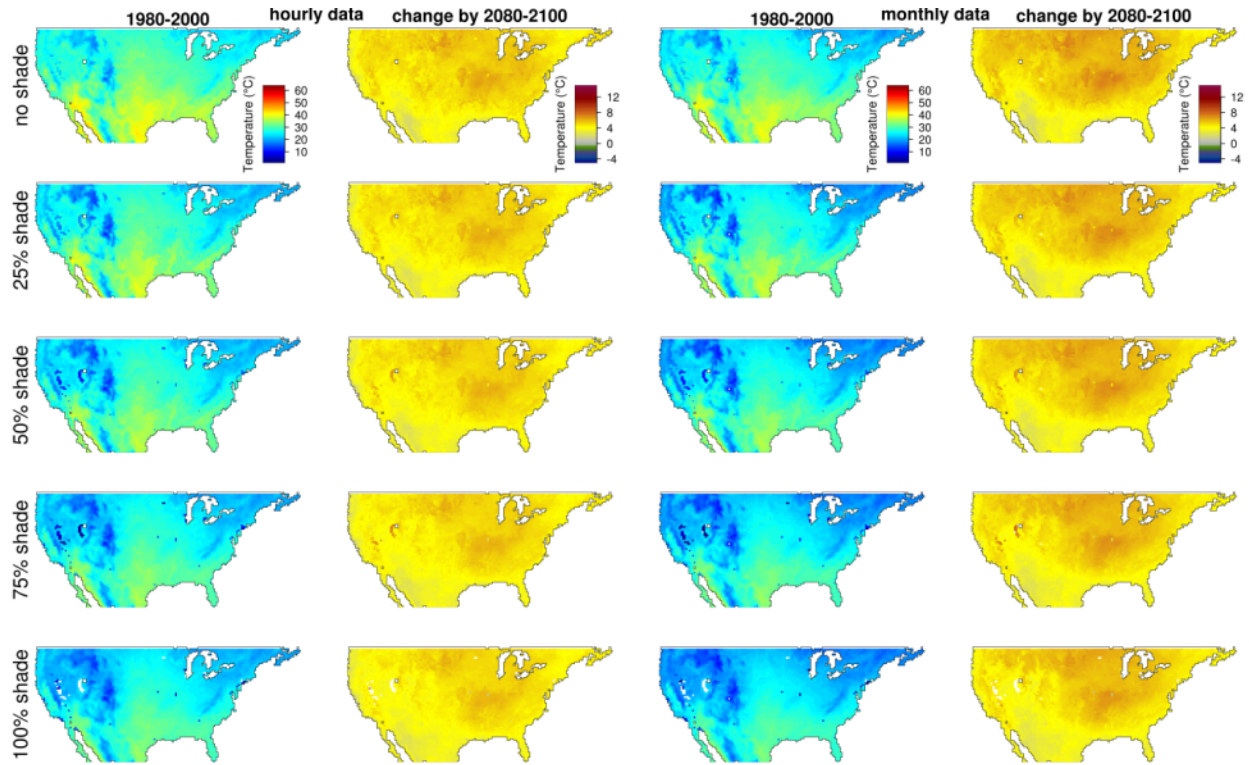 1980-2000 hourly data change by 2080-2100 1980-2000 monthly data change by 2080-2100
no shade
Temperature (°C)
60
50
40
30
20
10
Temperature (°C)
12
8
4
0
-4
Temperature (°C)
60
50
40
30
20
10
Temperature (°C)
12
8
4
0
-4
25% shade
50% shade
75% shade
100% shade